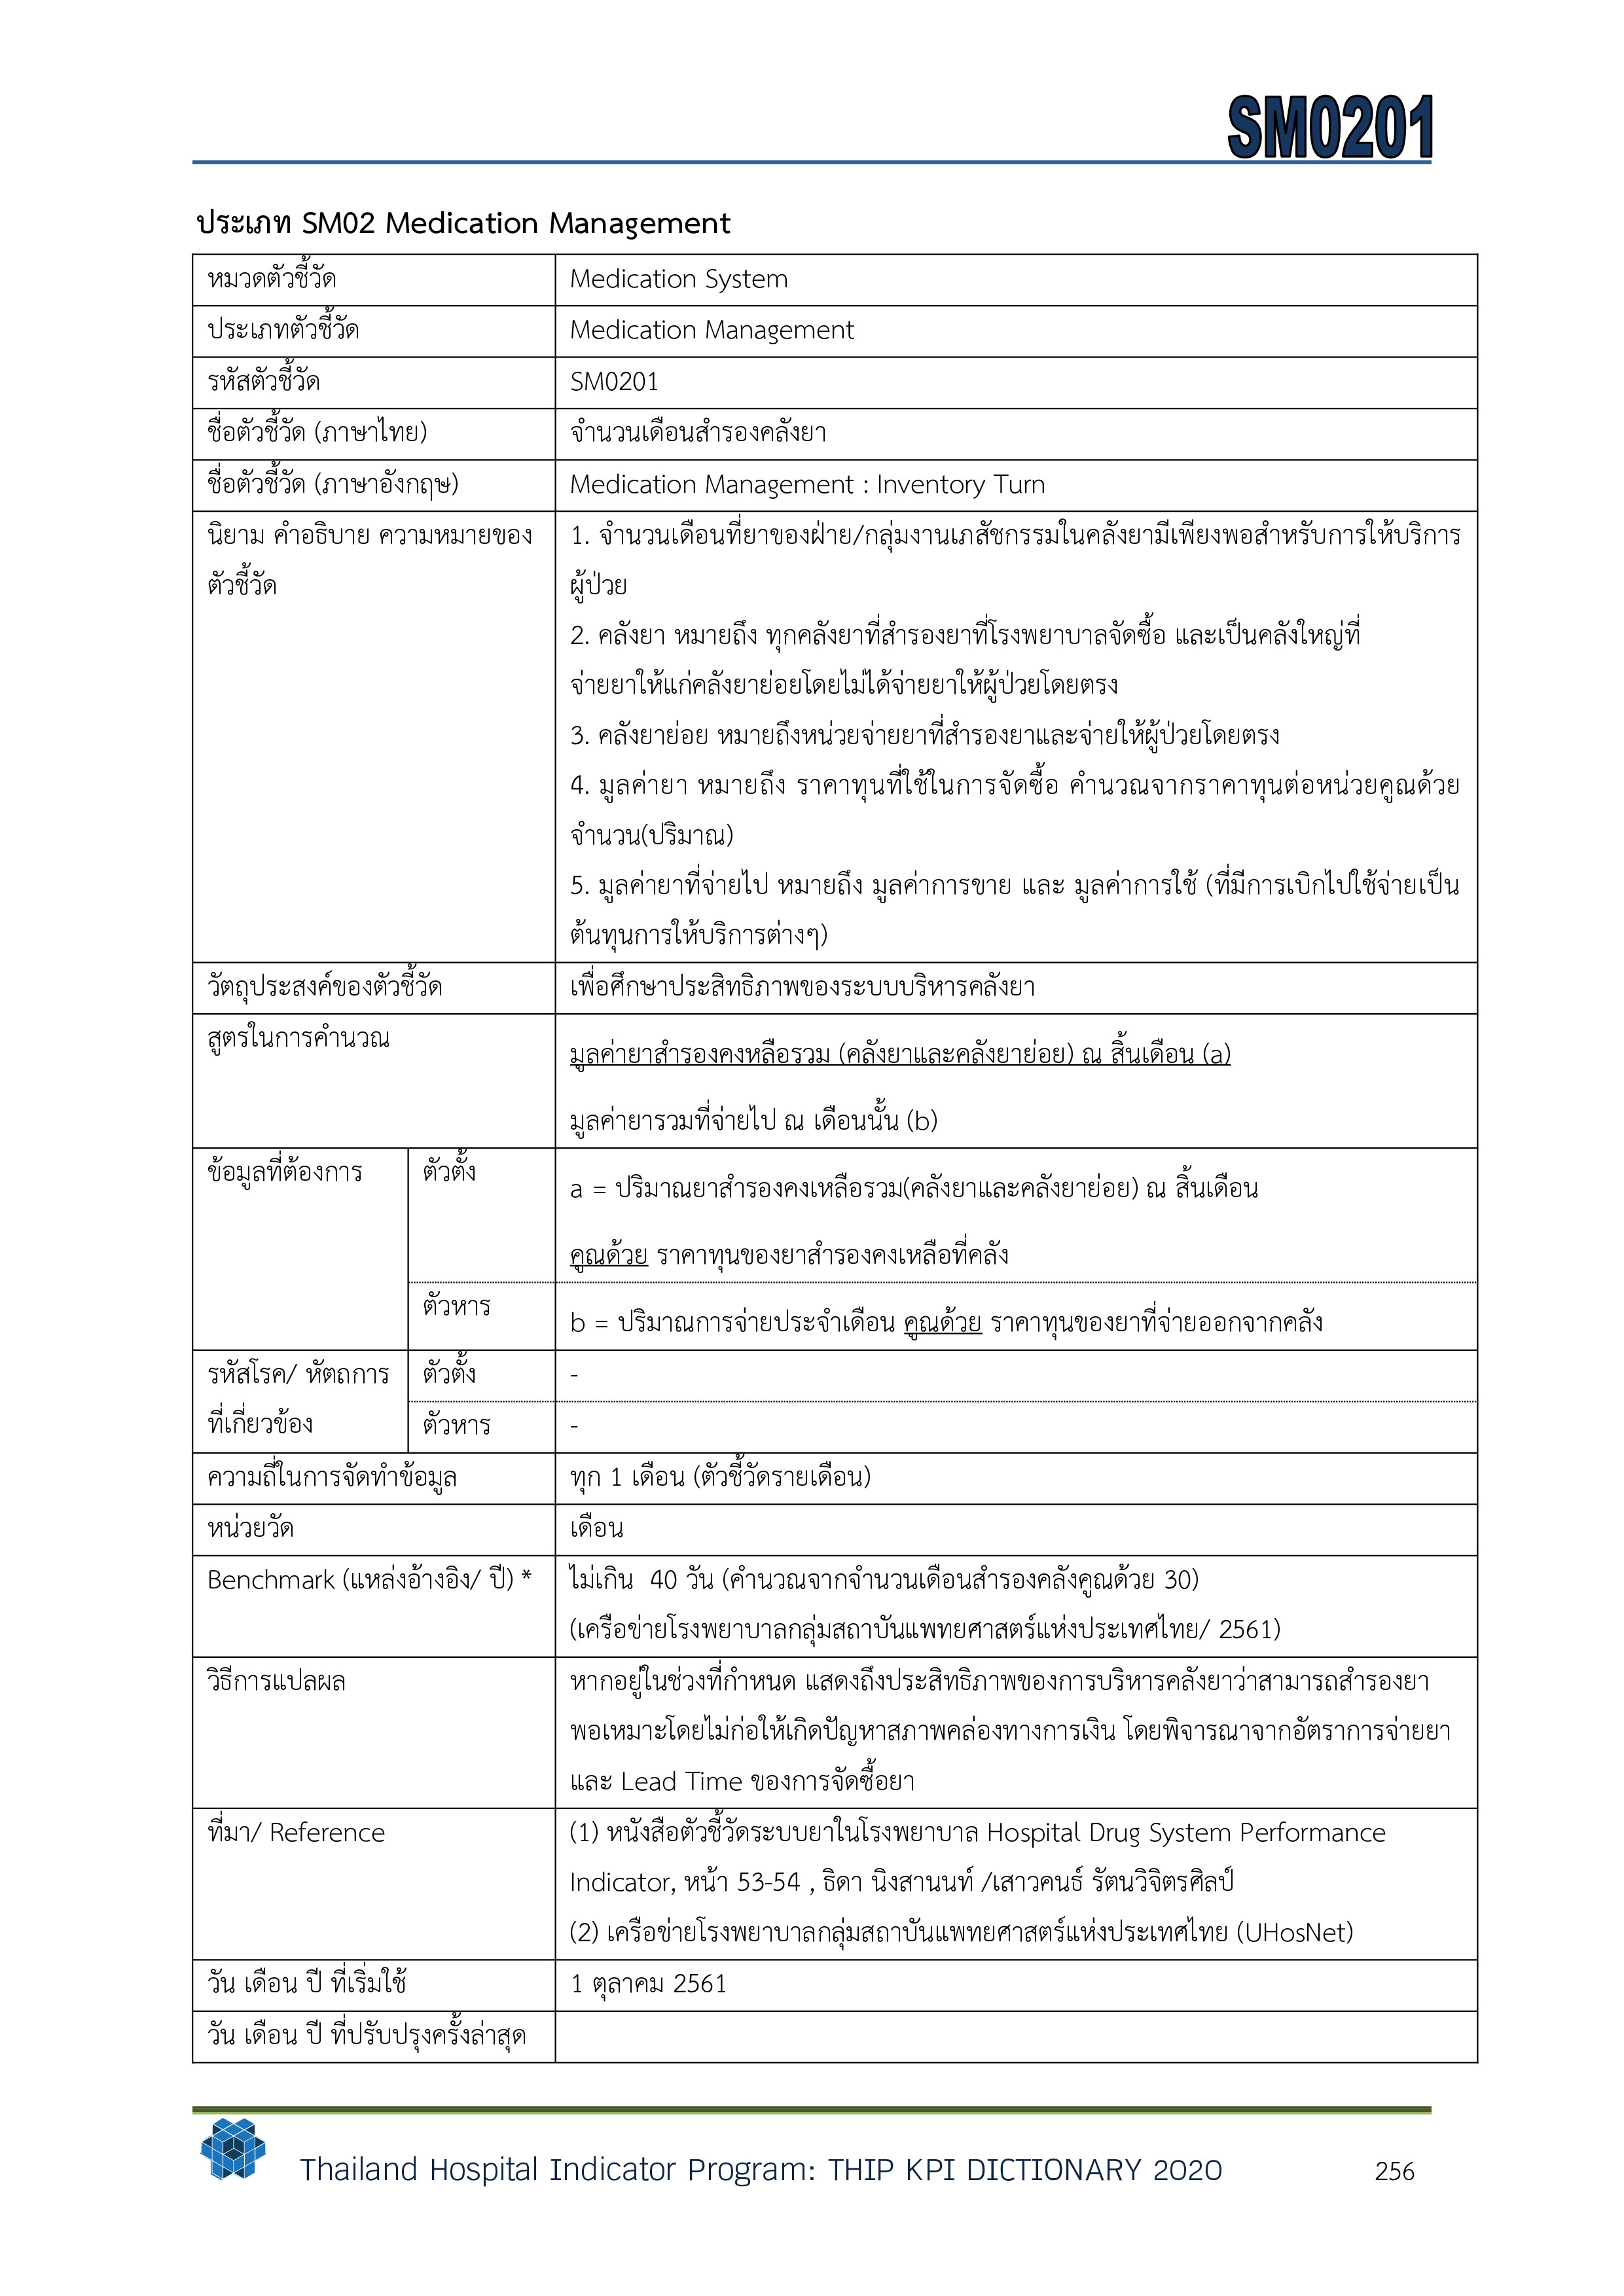 SM0201
ประเภท SM02 Medication Management
หมวดตัวชี้วัด Medication System
ประเภทตัวชี้วัด Medication Management
รหัสตัวชี้วัด SM0201
ชื่อตัวชี้วัด (ภาษาไทย) จำนวนเดือนสำรองคลังยา
ชื่อตัวชี้วัด (ภาษาอังกฤษ) Medication Management : Inventory Turn
นิยาม คำอธิบาย ความหมายของ
ตัวชี้วัด
1. จำนวนเดือนที่ยาของฝ่าย/กลุ่มงานเภสัชกรรมในคลังยามีเพียงพอสำหรับการให้บริการ
ผู้ป่วย
2. คลังยา หมายถึง ทุกคลังยาที่สำรองยาที่โรงพยาบาลจัดซื้อ และเป็นคลังใหญ่ที่
จ่ายยาให้แก่คลังยาย่อยโดยไม่ได้จ่ายยาให้ผู้ป่วยโดยตรง
3. คลังยาย่อย หมายถึงหน่วยจ่ายยาที่สำรองยาและจ่ายให้ผู้ป่วยโดยตรง
4. มูลค่ายา หมายถึง ราคาทุนที่ใช้ในการจัดซื้อ คำนวณจากราคาทุนต่อหน่วยคูณด้วย
จำนวน(ปริมาณ)
5. มูลค่ายาที่จ่ายไป หมายถึง มูลค่าการขาย และ มูลค่าการใช้ (ที่มีการเบิกไปใช้จ่ายเป็น
ต้นทุนการให้บริการต่างๆ)
วัตถุประสงค์ของตัวชี้วัด เพื่อศึกษาประสิทธิภาพของระบบบริหารคลังยา
สูตรในการคำนวณ
มูลค่ายาสำรองคงหลือรวม (คลังยาและคลังยาย่อย) ณ สิ้นเดือน (a)
มูลค่ายารวมที่จ่ายไป ณ เดือนนั้น (b)
ข้อมูลที่ต้องการ ตัวตั้ง
a = ปริมาณยาสำรองคงเหลือรวม(คลังยาและคลังยาย่อย) ณ สิ้นเดือน
คูณด้วย ราคาทุนของยาสำรองคงเหลือที่คลัง
ตัวหาร
b = ปริมาณการจ่ายประจำเดือน คูณด้วย ราคาทุนของยาที่จ่ายออกจากคลัง
รหัสโรค/ หัตถการ
ที่เกี่ยวข้อง
ตัวตั้ง -
ตัวหาร -
ความถี่ในการจัดทำข้อมูล ทุก 1 เดือน (ตัวชี้วัดรายเดือน)
หน่วยวัด เดือน
Benchmark (แหล่งอ้างอิง/ ปี) * ไม่เกิน 40 วัน (คำนวณจากจำนวนเดือนสำรองคลังคูณด้วย 30)
(เครือข่ายโรงพยาบาลกลุ่มสถาบันแพทยศาสตร์แห่งประเทศไทย/ 2561)
วิธีการแปลผล หากอยู่ในช่วงที่กำหนด แสดงถึงประสิทธิภาพของการบริหารคลังยาว่าสามารถสำรองยา
พอเหมาะโดยไม่ก่อให้เกิดปัญหาสภาพคล่องทางการเงิน โดยพิจารณาจากอัตราการจ่ายยา
และ Lead Time ของการจัดซื้อยา
ที่มา/ Reference (1) หนังสือตัวชี้วัดระบบยาในโรงพยาบาล Hospital Drug System Performance
Indicator, หน้า 53-54 , ธิดา นิงสานนท์ /เสาวคนธ์ รัตนวิจิตรศิลป์
(2) เครือข่ายโรงพยาบาลกลุ่มสถาบันแพทยศาสตร์แห่งประเทศไทย (UHosNet)
วัน เดือน ปี ที่เริ่มใช้ 1 ตุลาคม 2561
วัน เดือน ปี ที่ปรับปรุงครั้งล่าสุด
Thailand Hospital Indicator Program: THIP KPI DICTIONARY 2020 256